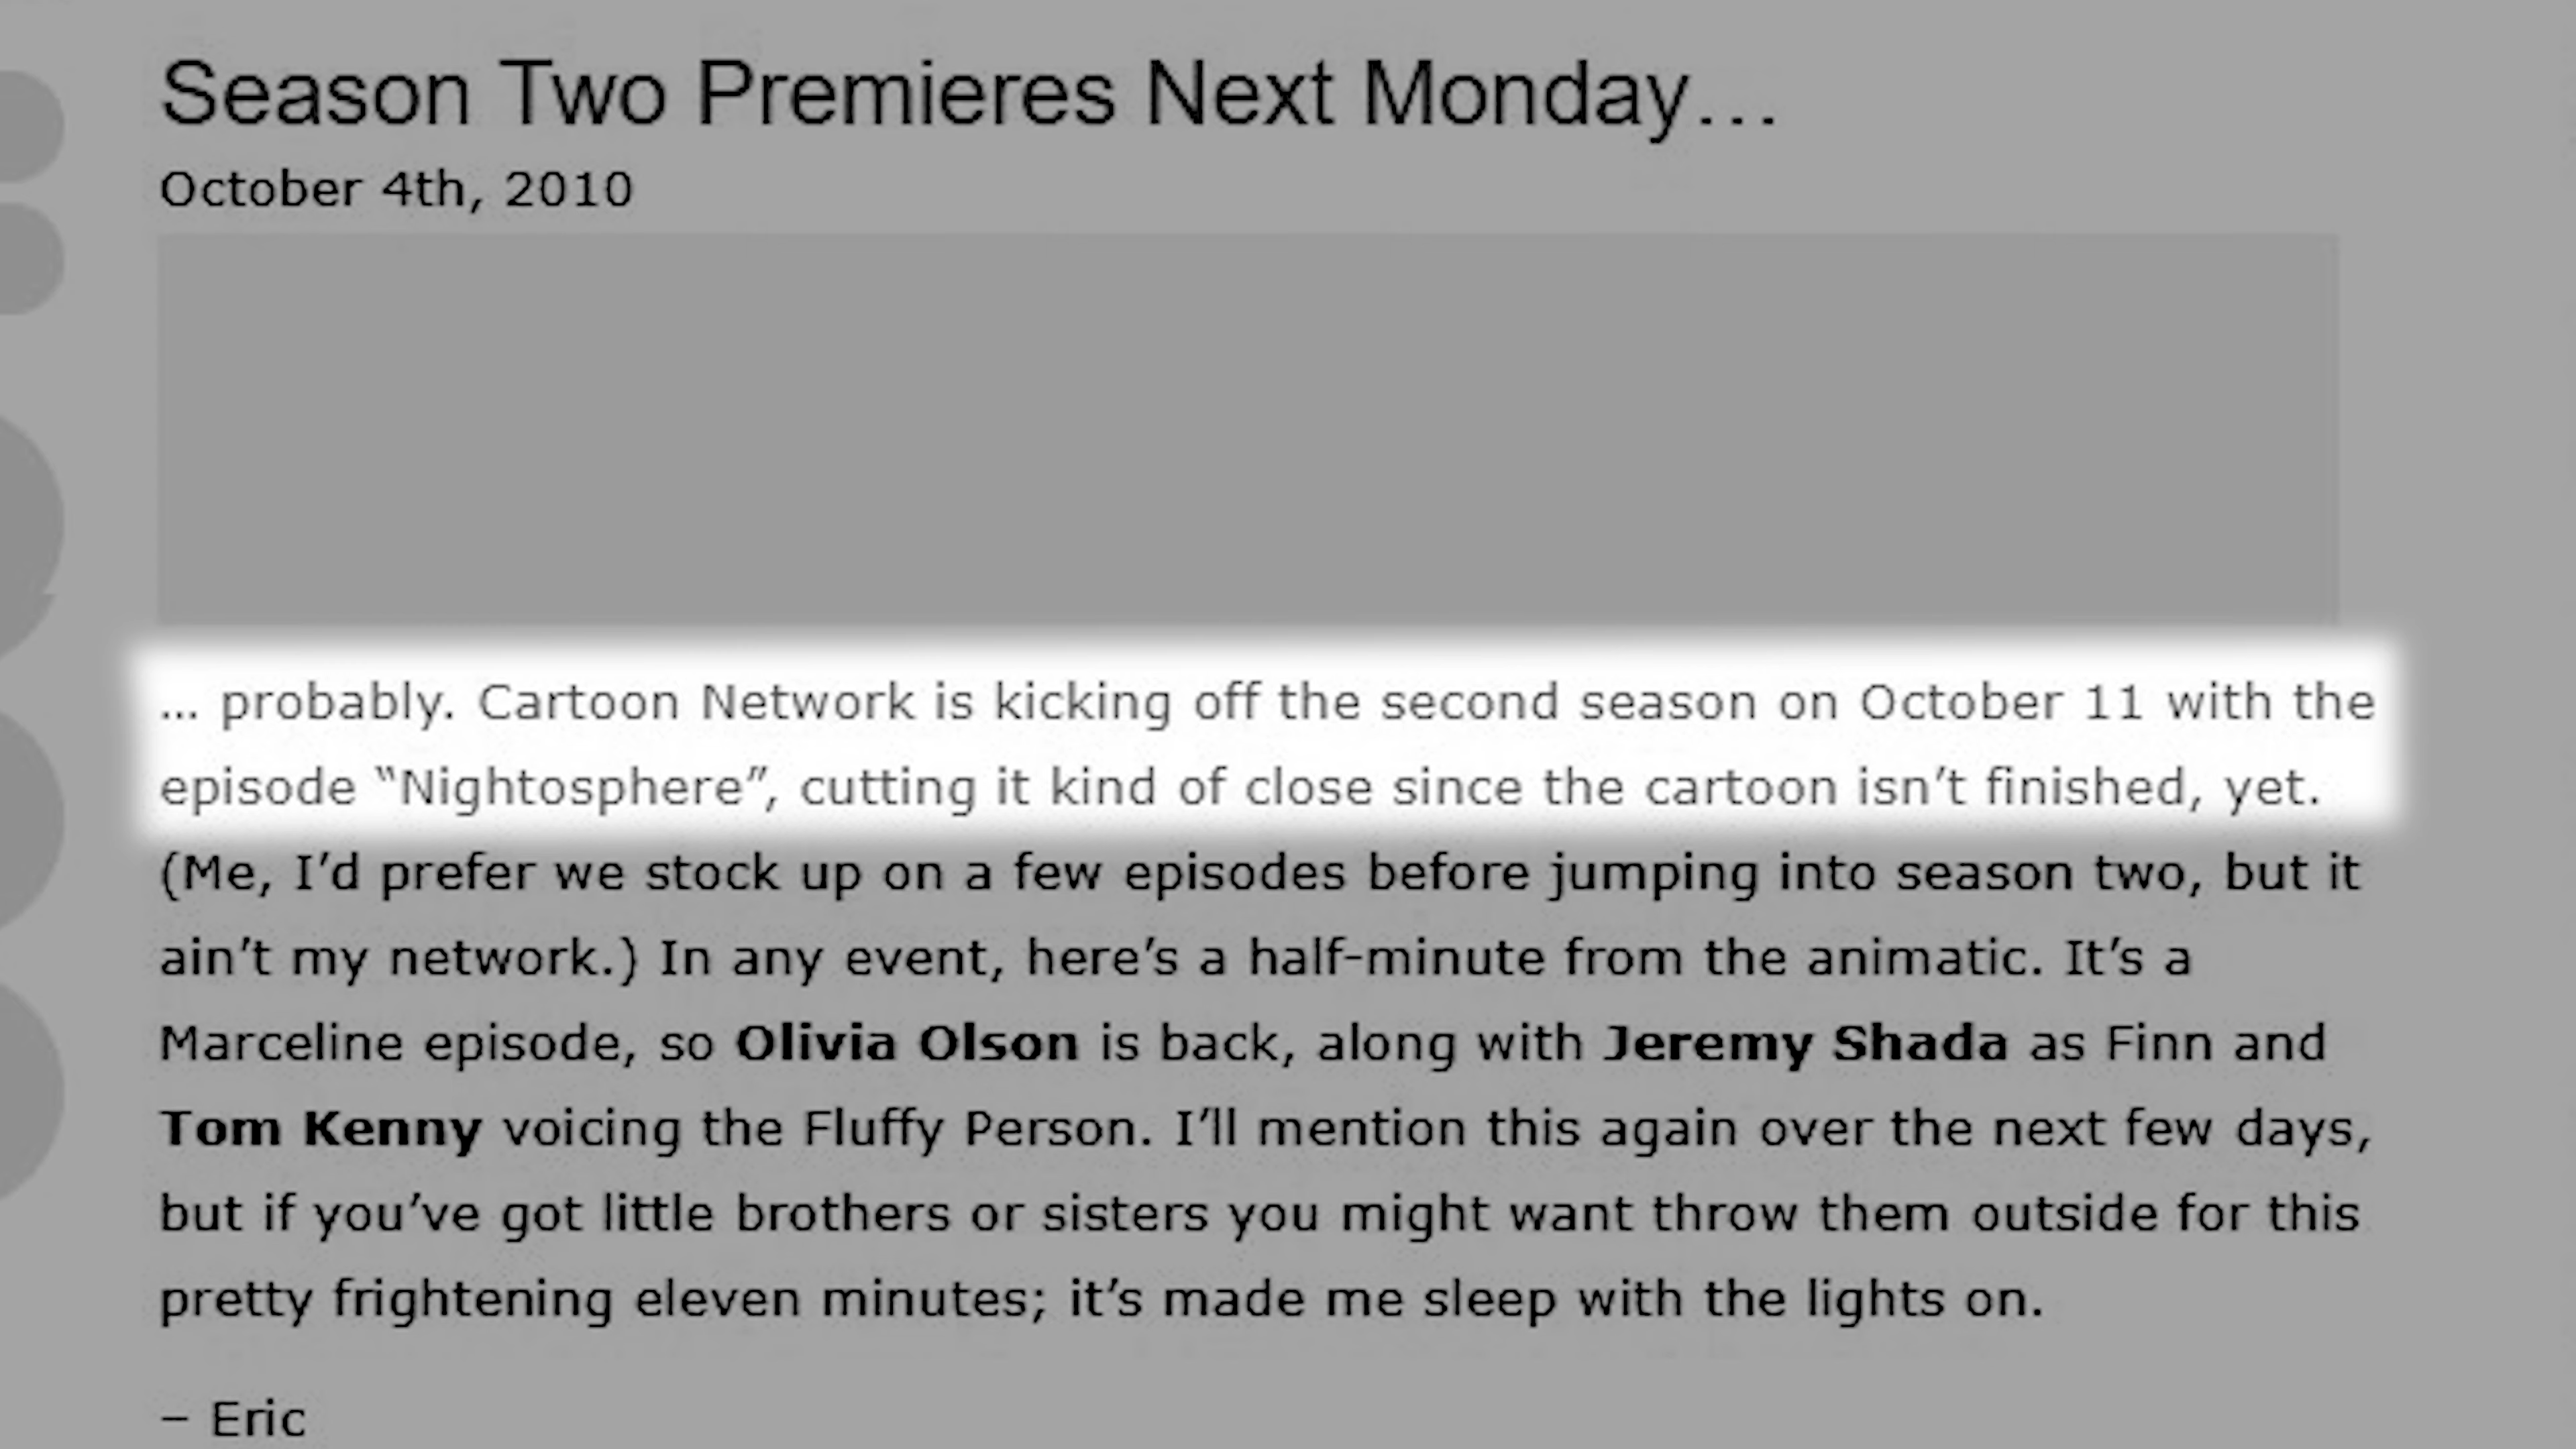 Season Two Premieres Next Monday…
October 4th, 2010
… probably. Cartoon Network is kicking off the second season on October 11 with the
episode “Nightosphere”, cutting it kind of close since the cartoon isn’t finished, yet.
(Me, I’d prefer we stock up on a few episodes before jumping into season two, but it
ain’t my network.) In any event, here’s a half-minute from the animatic. It’s a
Marceline episode, so Olivia Olson is back, along with Jeremy Shada as Finn and
Tom Kenny voicing the Fluffy Person. I’ll mention this again over the next few days,
but if you’ve got little brothers or sisters you might want throw them outside for this
pretty frightening eleven minutes; it’s made me sleep with the lights on.
– Eric